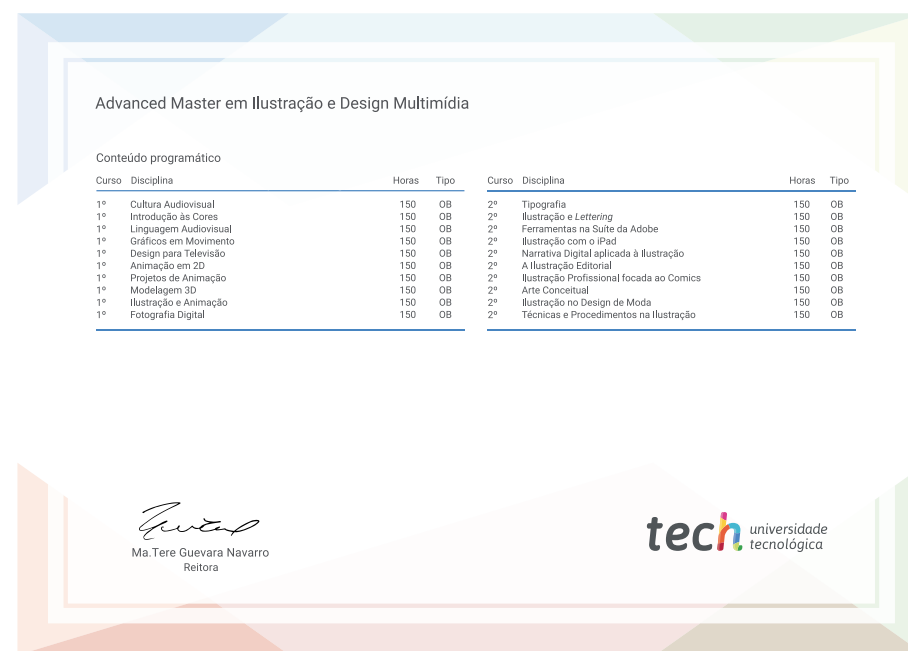 Advanced Master em Ilustração e Design Multimídia
Conteúdo programático
Curso Disciplina Horas Tipo
1º Cultura Audiovisual 150 OB
1º Introdução às Cores 150 OB
1º Linguagem Audiovisual 150 OB
1º Gráficos em Movimento 150 OB
1º Design para Televisão 150 OB
1º Animação em 2D 150 OB
1º Projetos de Animação 150 OB
1º Modelagem 3D 150 OB
1º Ilustração e Animação 150 OB
1º Fotografia Digital 150 OB
Curso Disciplina Horas Tipo
2º Tipografia 150 OB
2º Ilustração e Lettering 150 OB
2º Ferramentas na Suíte da Adobe 150 OB
2º Ilustração com o iPad 150 OB
2º Narrativa Digital aplicada à Ilustração 150 OB
2º A Ilustração Editorial 150 OB
2º Ilustração Profissional focada ao Comics 150 OB
2º Arte Conceitual 150 OB
2º Ilustração no Design de Moda 150 OB
2º Técnicas e Procedimentos na Ilustração 150 OB
Ma.Tere Guevara Navarro
Reitora
tech universidade
tecnológica